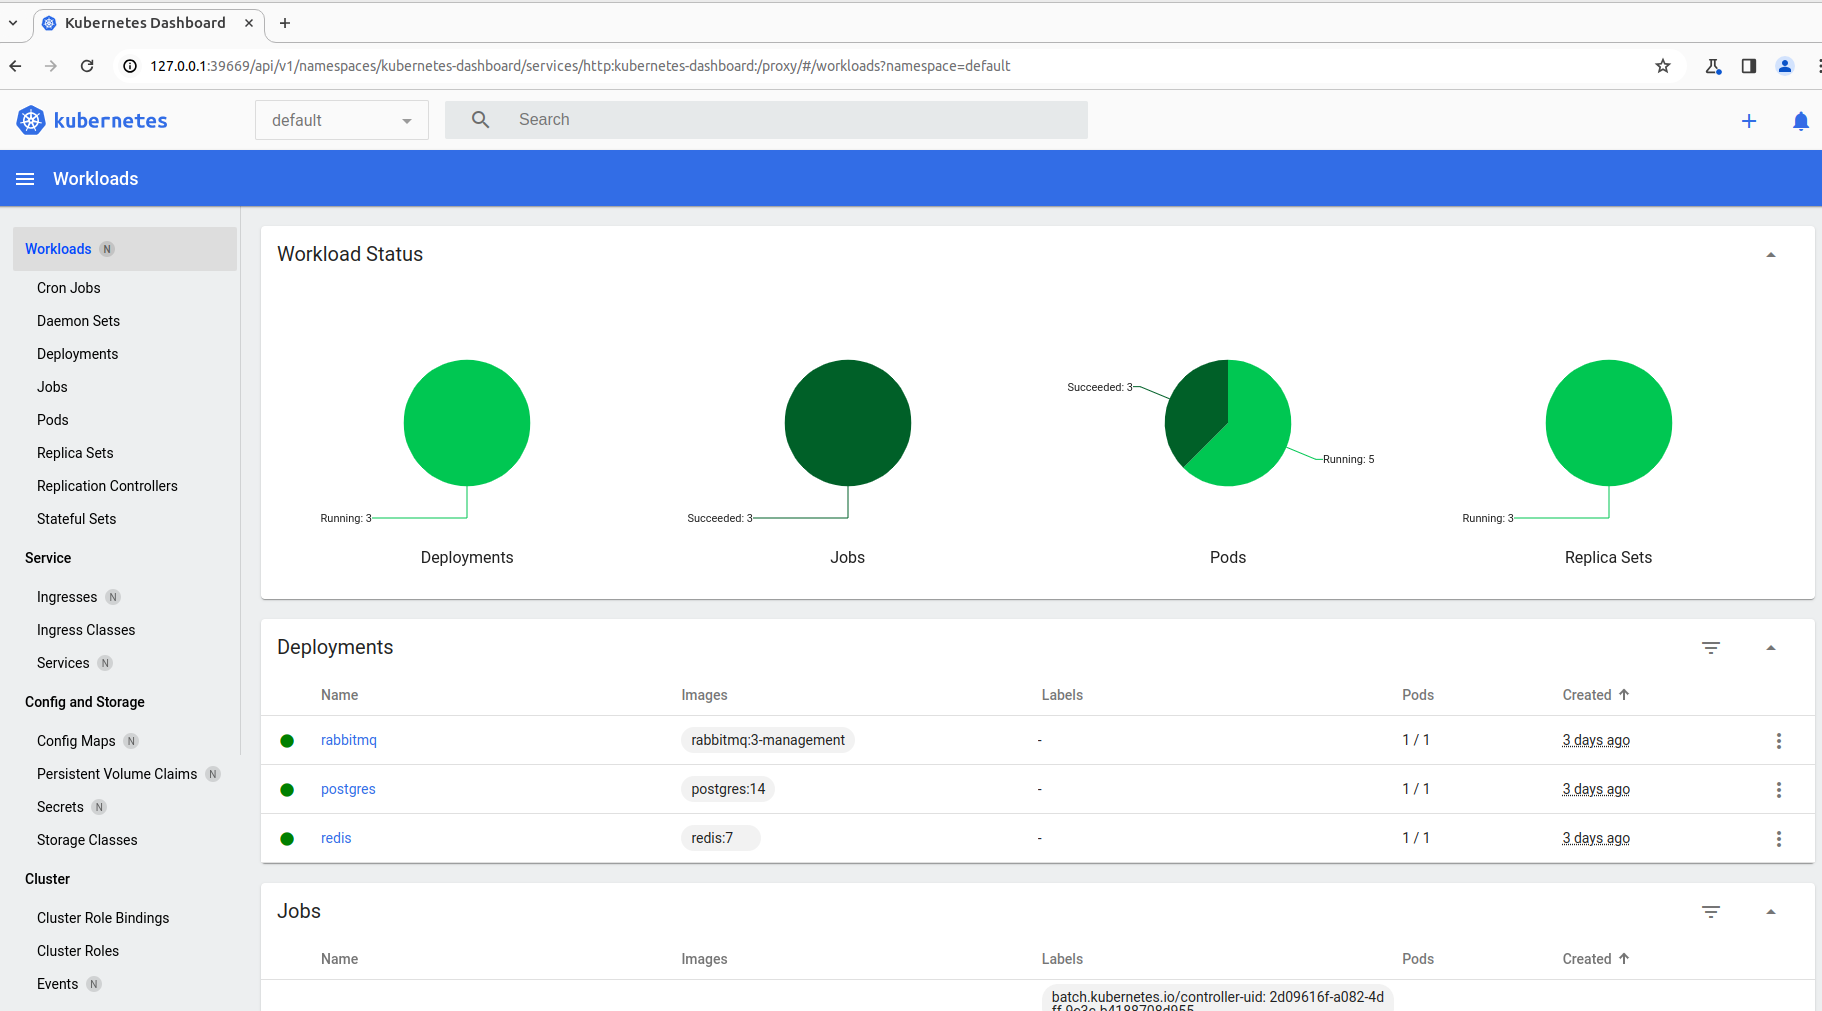 Kubernetes Dashboard
127.0.0.1:39669/api/v1/namespaces/kubernetes-dashboard/services/http:kubernetes-dashboard:/proxy/#/workloads?namespace=default
kubernetes
default
Search
Workloads
Workloads N
Cron Jobs
Daemon Sets
Deployments
Jobs
Pods
Replica Sets
Replication Controllers
Stateful Sets
Service
Ingresses N
Ingress Classes
Services N
Config and Storage
Config Maps N
Persistent Volume Claims N
Secrets N
Storage Classes
Cluster
Cluster Role Bindings
Cluster Roles
Events N
Workload Status
Running: 3
Deployments
Succeeded: 3
Jobs
Succeeded: 3
Running: 5
Pods
Running: 3
Replica Sets
Deployments
Name Images Labels Pods Created
rabbitmq rabbitmq:3-management - 1 / 1 3 days ago
postgres postgres:14 - 1 / 1 3 days ago
redis redis:7 - 1 / 1 3 days ago
Jobs
Name Images Labels Pods Created
batch.kubernetes.io/controller-uid: 2d09616f-a082-4d